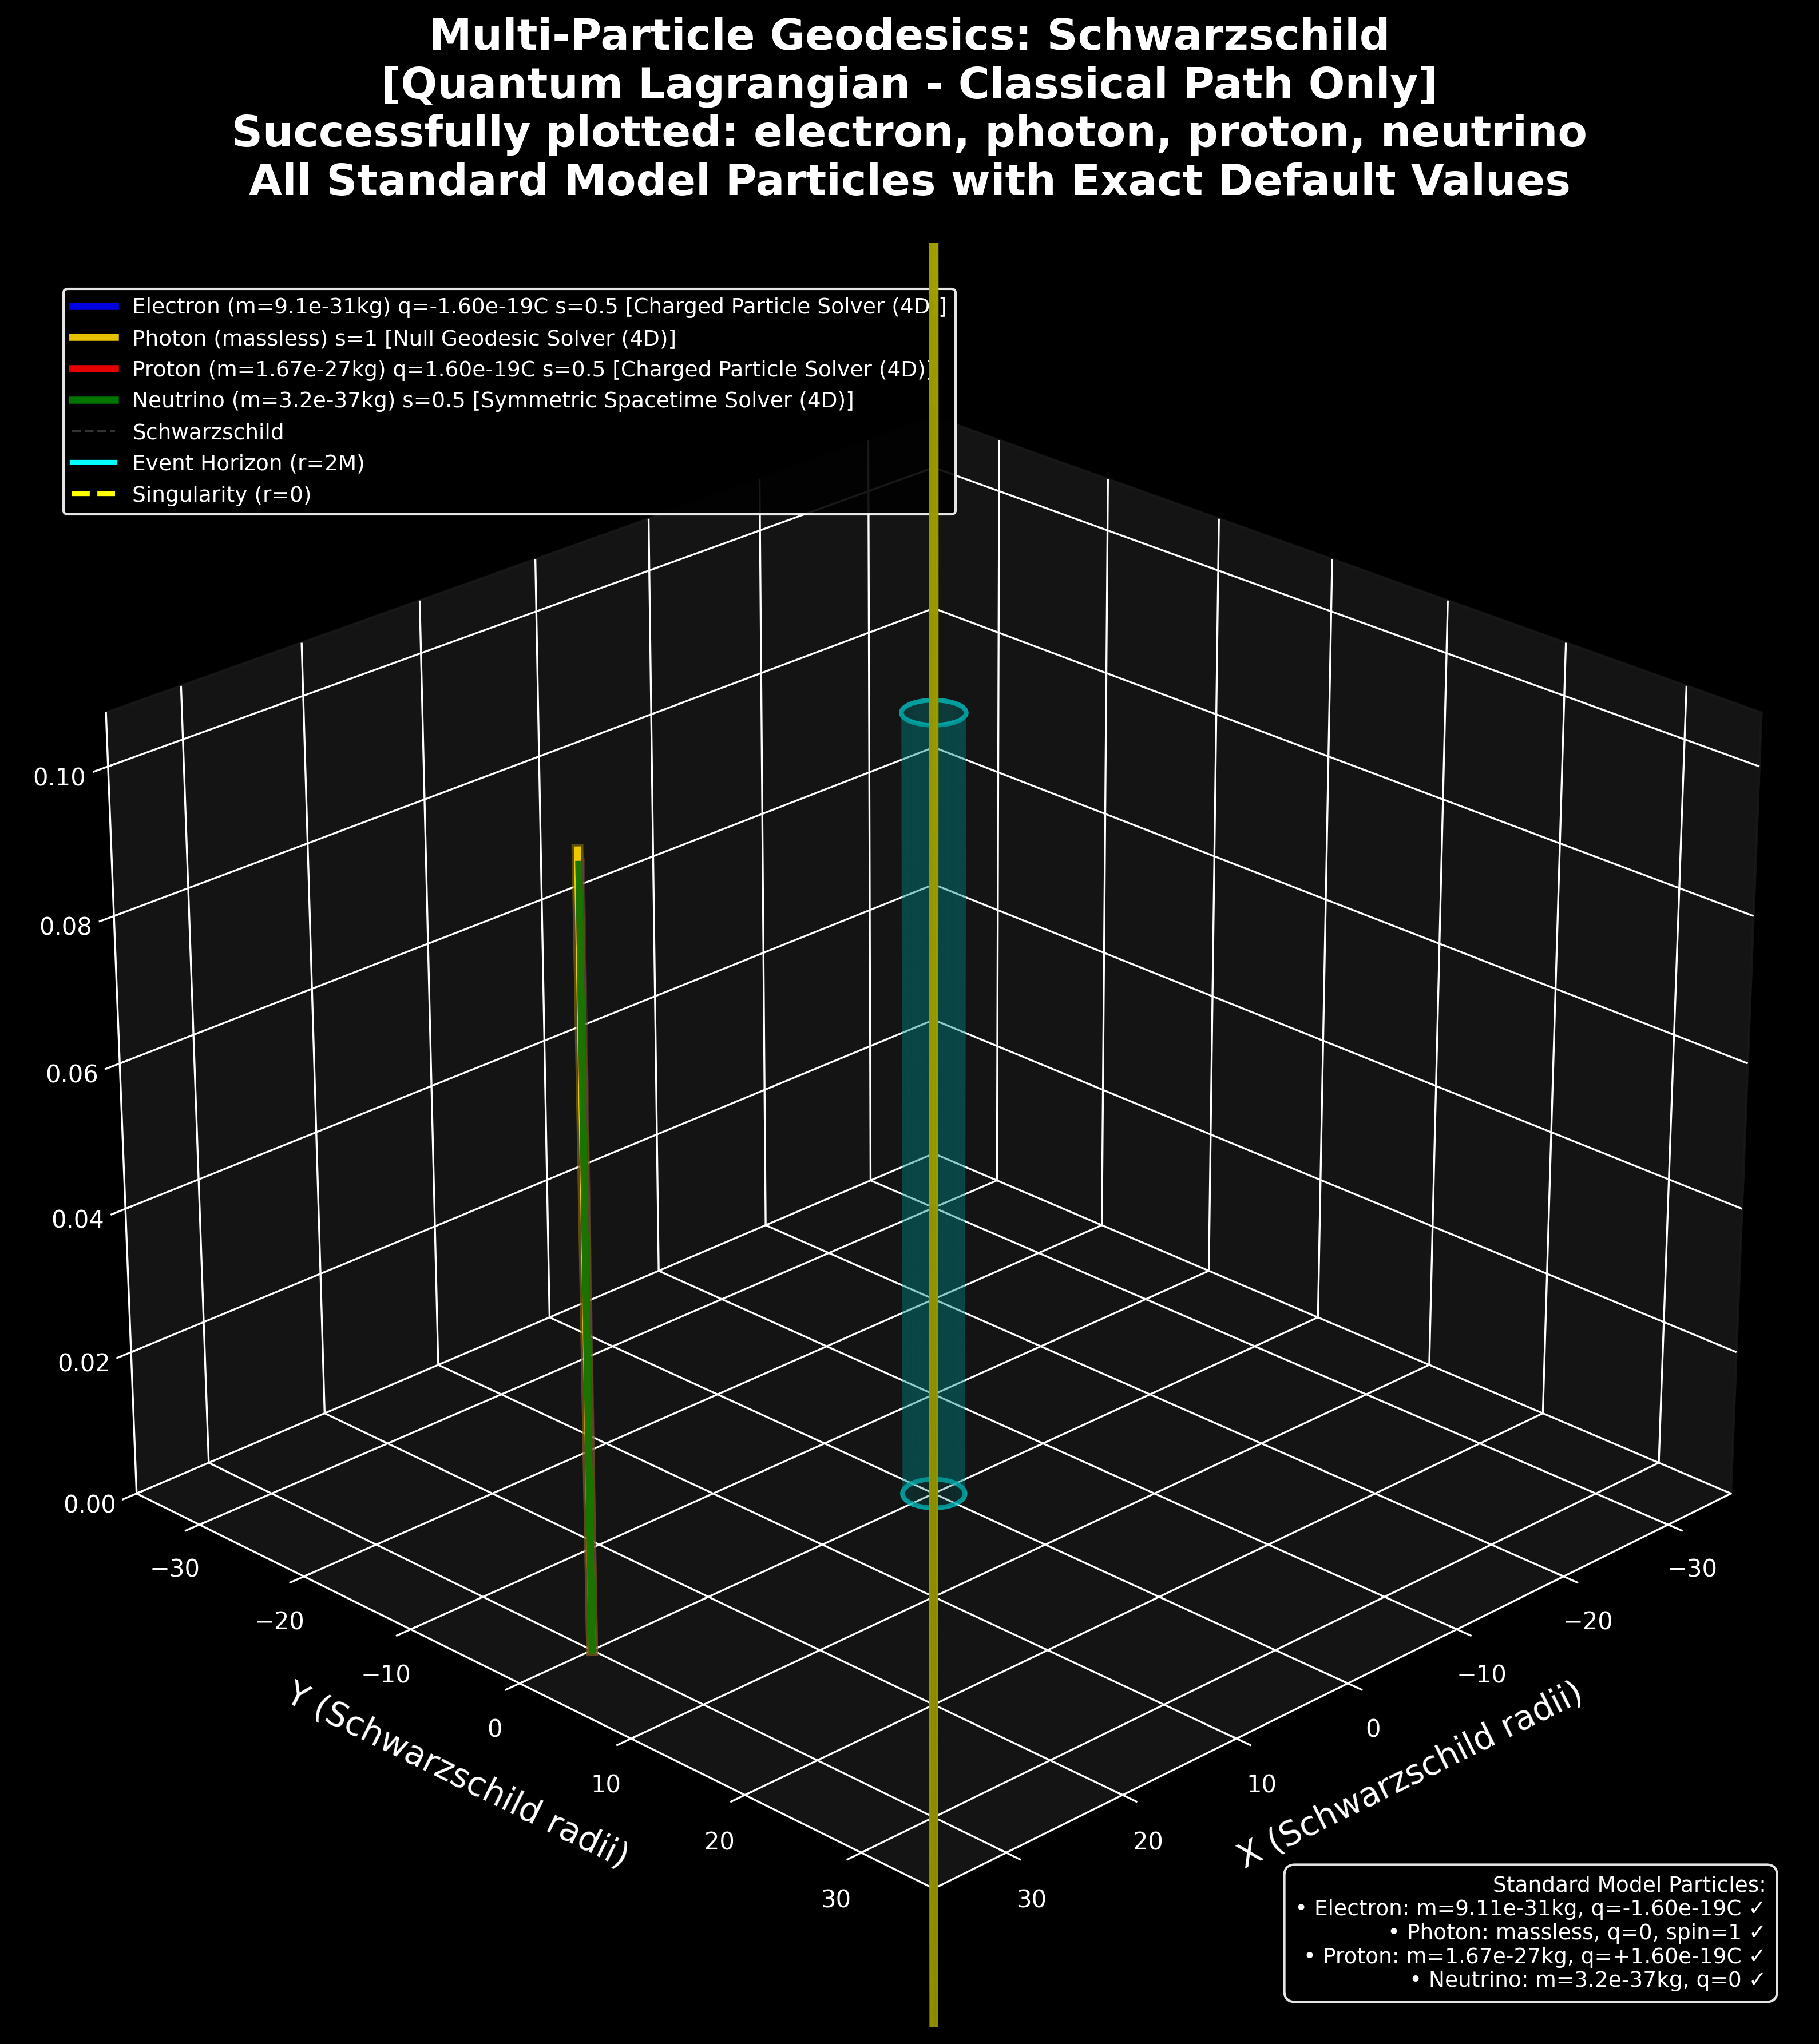 Multi-Particle Geodesics: Schwarzschild
[Quantum Lagrangian - Classical Path Only]
Successfully plotted: electron, photon, proton, neutrino
All Standard Model Particles with Exact Default Values
Electron (m=9.1e-31kg) q=-1.60e-19C s=0.5 [Charged Particle Solver (4D)]
Photon (massless) s=1 [Null Geodesic Solver (4D)]
Proton (m=1.67e-27kg) q=1.60e-19C s=0.5 [Charged Particle Solver (4D)]
Neutrino (m=3.2e-37kg) s=0.5 [Symmetric Spacetime Solver (4D)]
Schwarzschild
Event Horizon (r=2M)
Singularity (r=0)
0.10
0.08
0.06
0.04
0.02
0.00
−30
−20
−10
0
10
20
30
Y (Schwarzschild radii)
30
20
10
0
−10
−20
−30
X (Schwarzschild radii)
Standard Model Particles:
• Electron: m=9.11e-31kg, q=-1.60e-19C ✓
• Photon: massless, q=0, spin=1 ✓
• Proton: m=1.67e-27kg, q=+1.60e-19C ✓
• Neutrino: m=3.2e-37kg, q=0 ✓